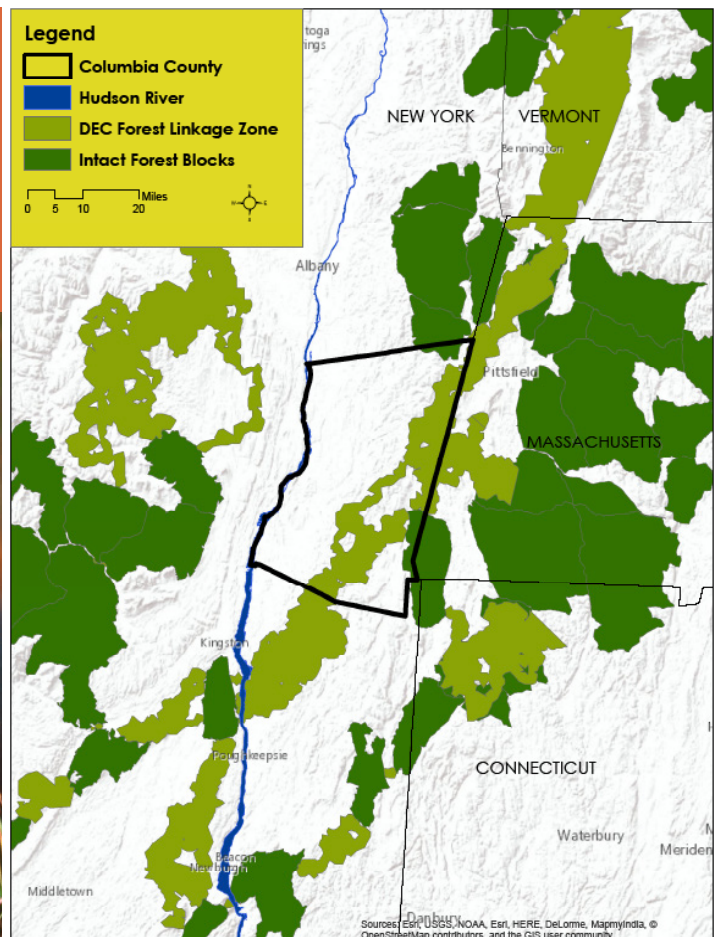 Legend
Columbia County
Hudson River
DEC Forest Linkage Zone
Intact Forest Blocks
Miles
0 5 10 20
N
W E
S
NEW YORK
VERMONT
Bennington
Albany
Pittsfield
MASSACHUSETTS
Kingston
Poughkeepsie
CONNECTICUT
Waterbury
Meriden
Beacon
Newburgh
Middletown
Danbury
Sources: Esri, USGS, NOAA, Esri, HERE, DeLorme, MapmyIndia, ©
OpenStreetMap contributors, and the GIS user community